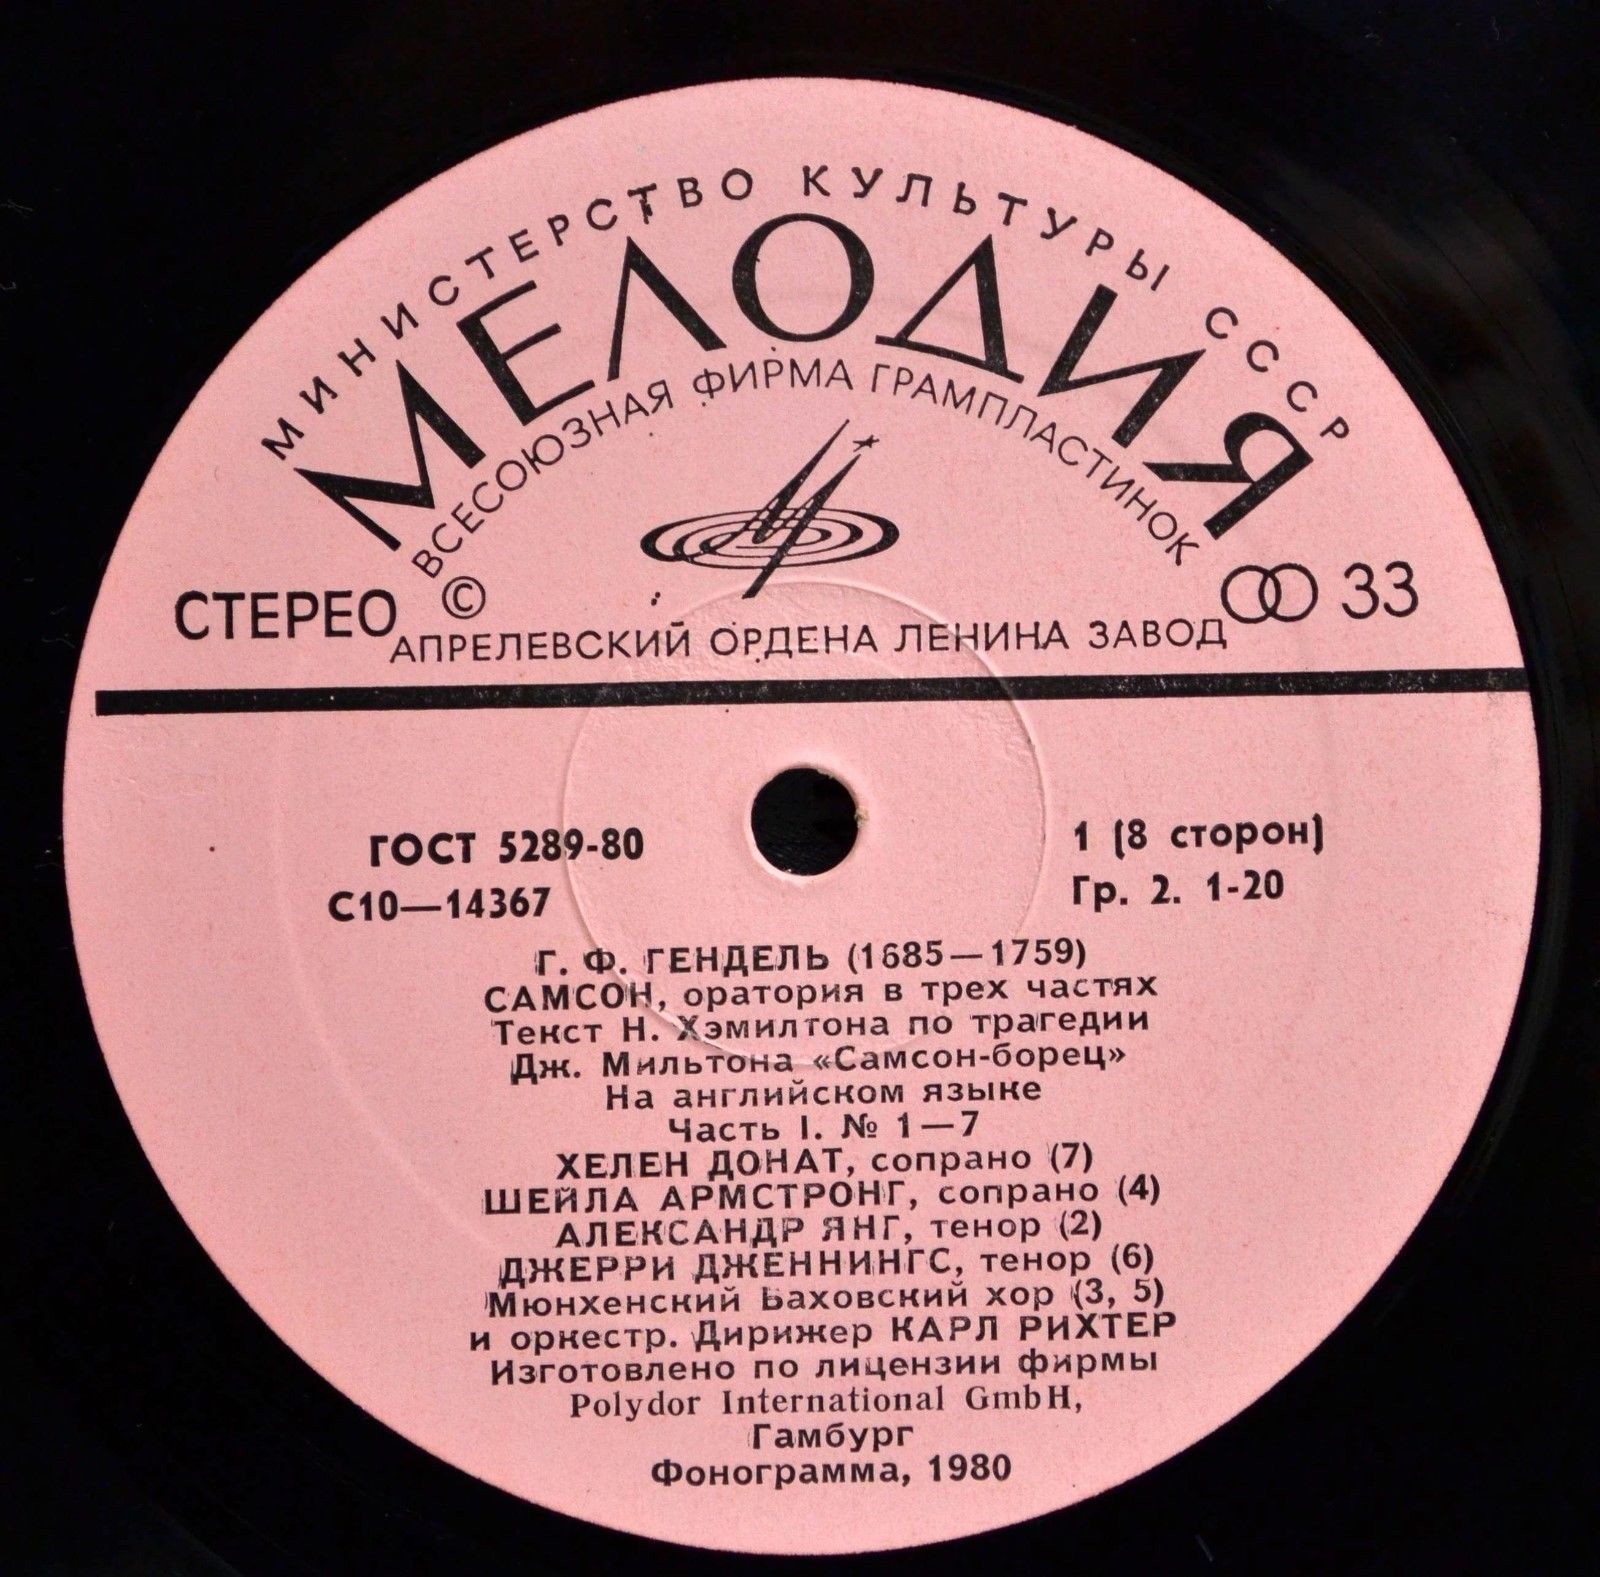 МИНИСТЕРСТВО КУЛЬТУРЫ СССР
МЕЛОДИЯ
ВСЕСОЮЗНАЯ ФИРМА ГРАМПЛАСТИНОК
СТЕРЕО © 33
АПРЕЛЕВСКИЙ ОРДЕНА ЛЕНИНА ЗАВОД
ГОСТ 5289-80 1 (8 сторон)
С10—14367 Гр. 2. 1-20
Г. Ф. ГЕНДЕЛЬ (1685—1759)
САМСОН, оратория в трех частях
Текст Н. Хэмилтона по трагедии
Дж. Мильтона «Самсон-борец»
На английском языке
Часть I. № 1—7
ХЕЛЕН ДОНАТ, сопрано (7)
ШЕЙЛА АРМСТРОНГ, сопрано (4)
АЛЕКСАНДР ЯНГ, тенор (2)
ДЖЕРРИ ДЖЕННИНГС, тенор (6)
Мюнхенский Баховский хор (3, 5)
и оркестр. Дирижер КАРЛ РИХТЕР
Изготовлено по лицензии фирмы
Polydor International GmbH,
Гамбург
Фонограмма, 1980